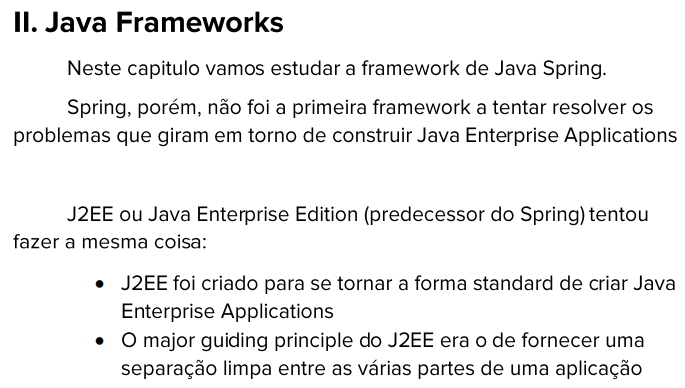 II. Java Frameworks
Neste capitulo vamos estudar a framework de Java Spring.
Spring, porém, não foi a primeira framework a tentar resolver os
problemas que giram em torno de construir Java Enterprise Applications
J2EE ou Java Enterprise Edition (predecessor do Spring) tentou
fazer a mesma coisa:
• J2EE foi criado para se tornar a forma standard de criar Java
Enterprise Applications
• O major guiding principle do J2EE era o de fornecer uma
separação limpa entre as várias partes de uma aplicação